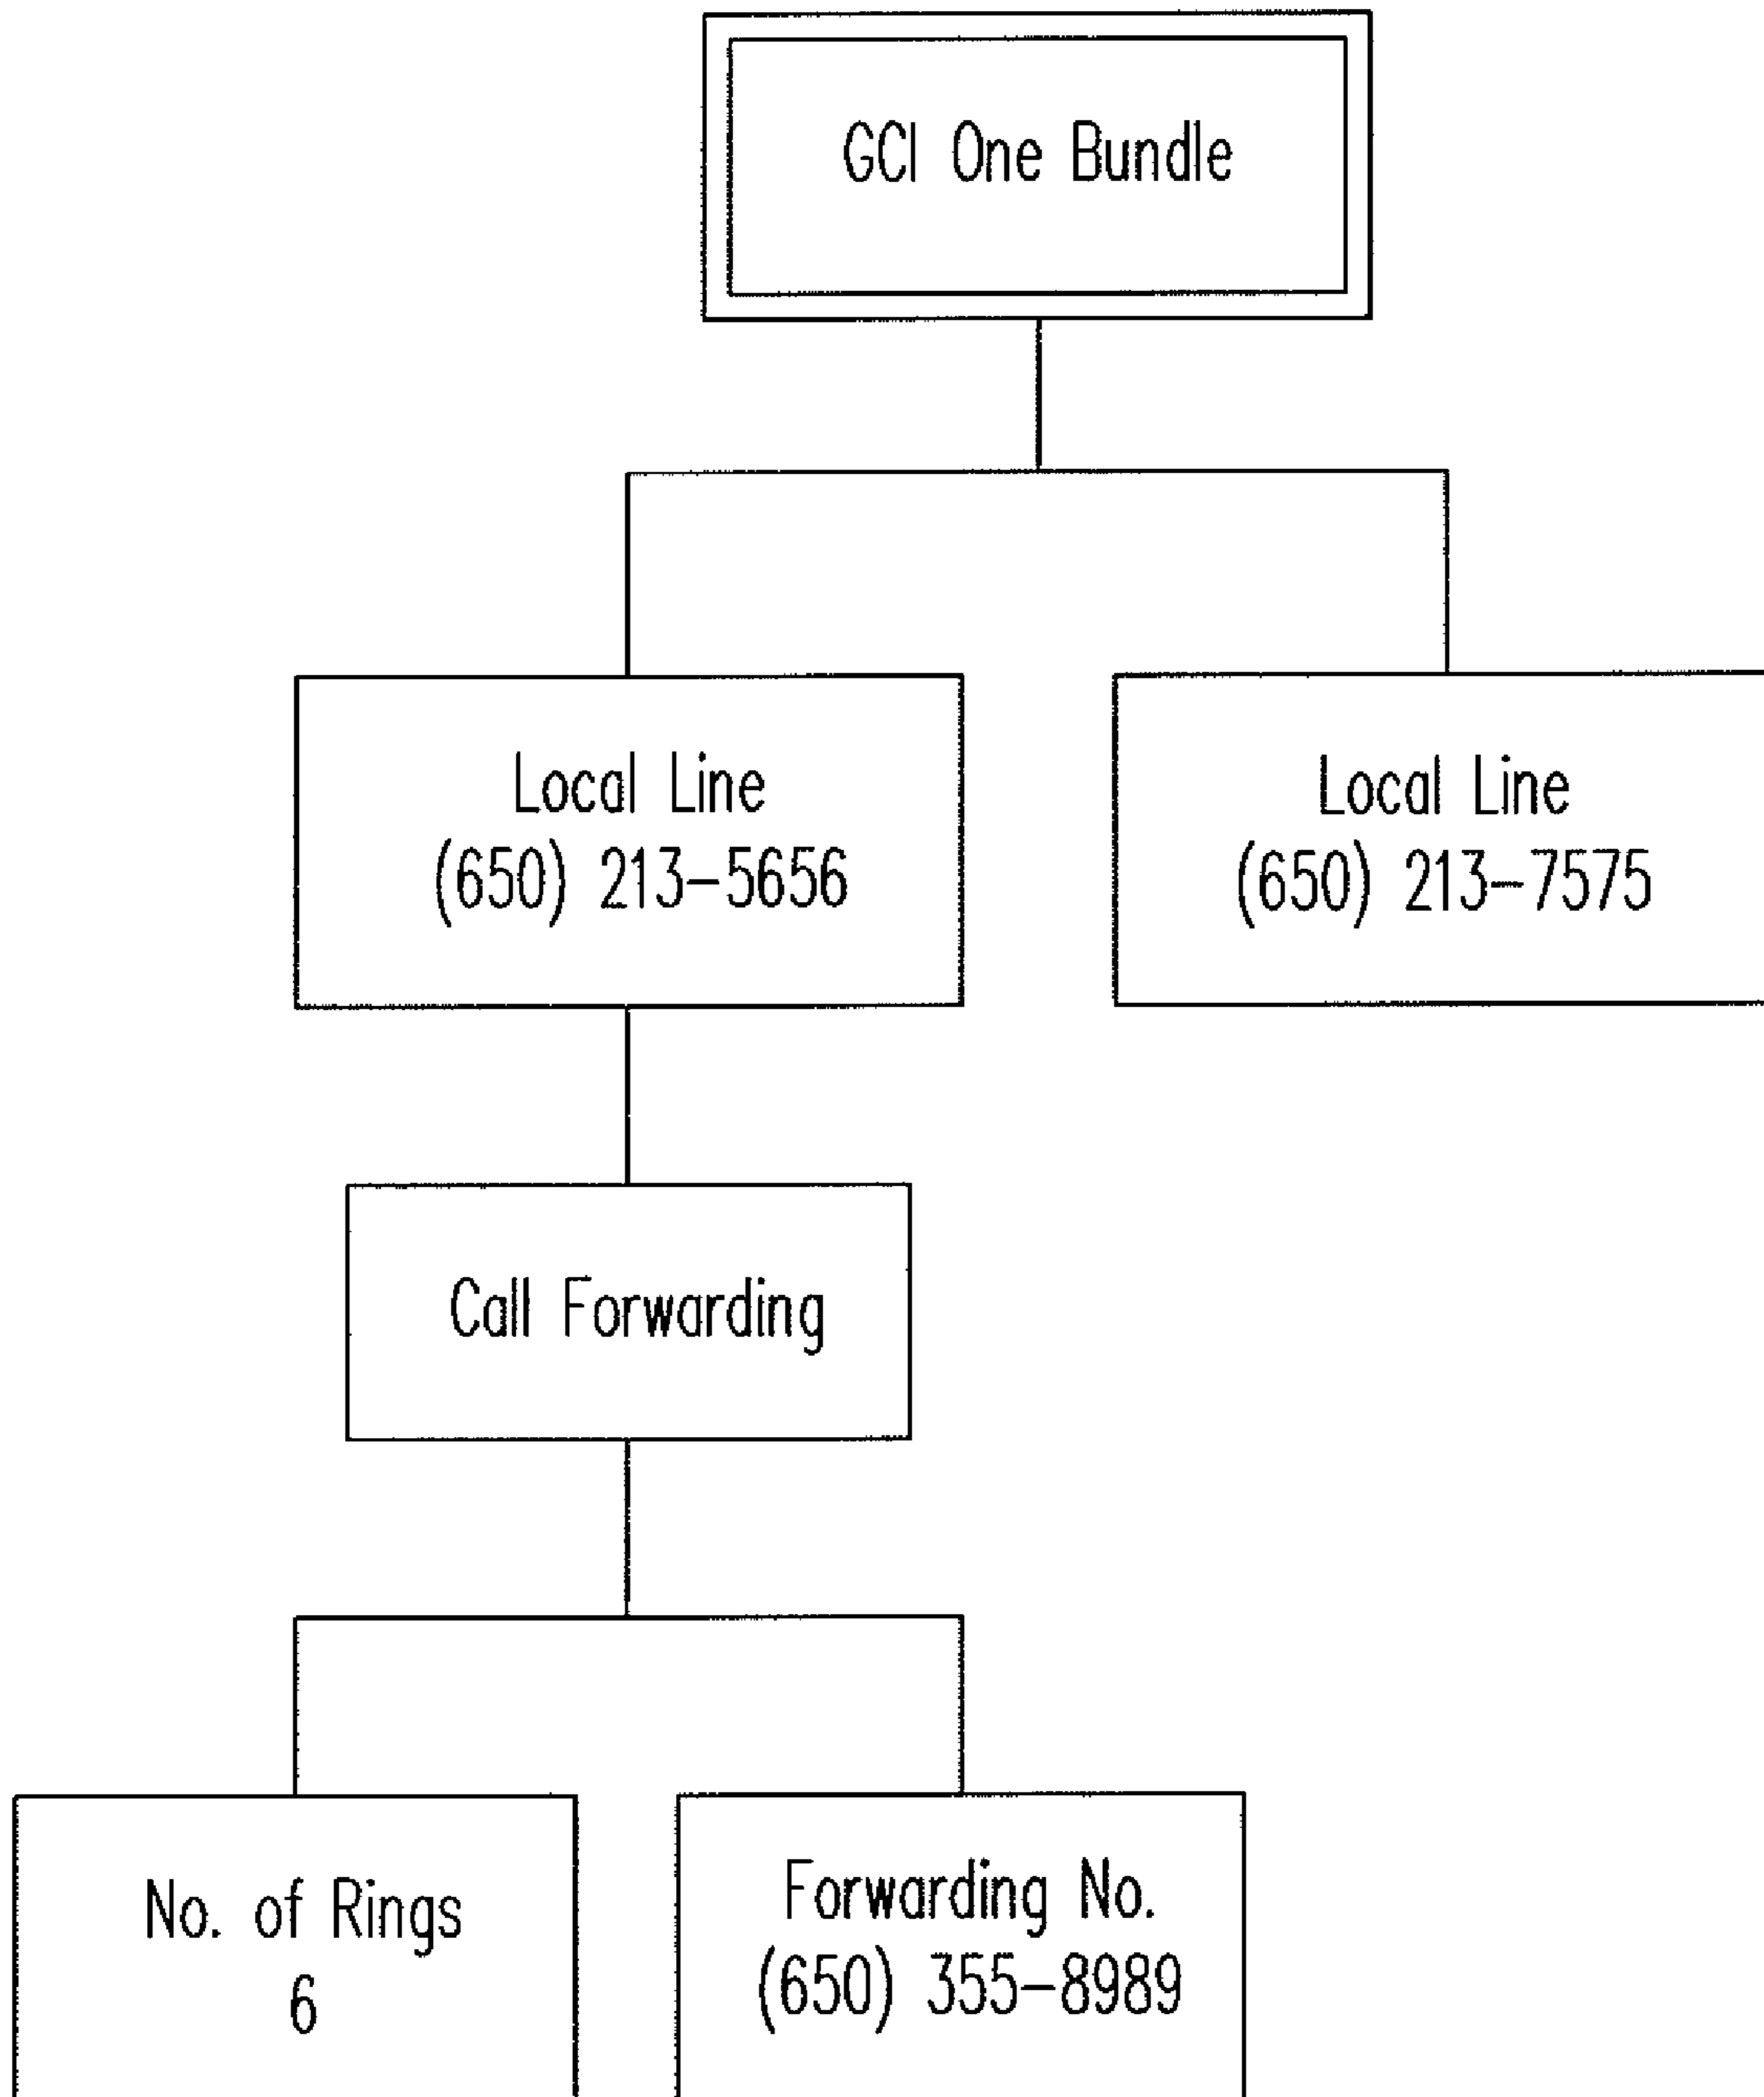 GCI One Bundle
Local Line
(650) 213-5656
Local Line
(650) 213-7575
Call Forwarding
No. of Rings
6
Forwarding No.
(650) 355-8989